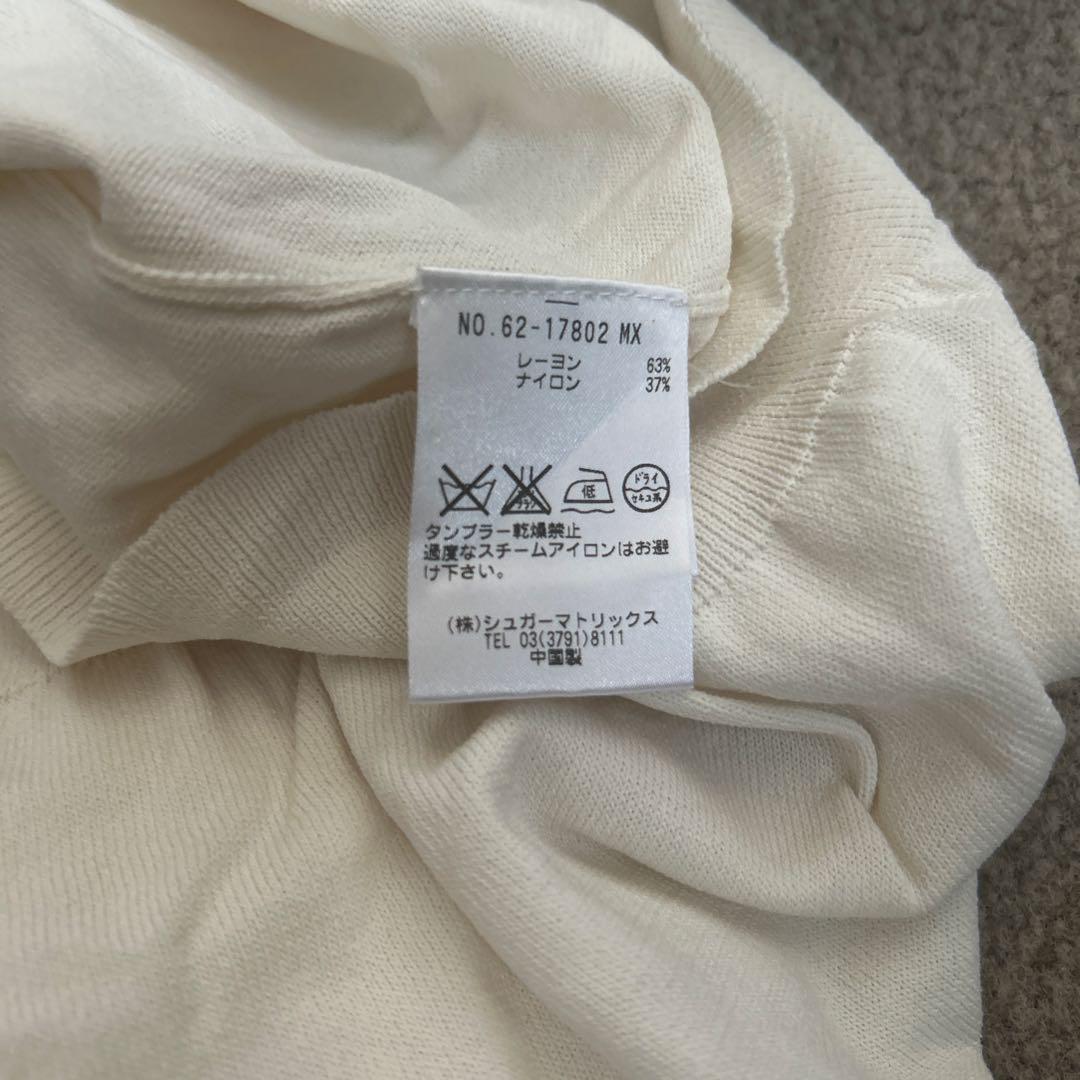 NO.62-17802 MX
レーヨン 63%
ナイロン 37%
低
ドライ
セキユ系
タンブラー乾燥禁止
過度なスチームアイロンはお避
け下さい。
(株)シュガーマトリックス
TEL 03(3791)8111
中国製